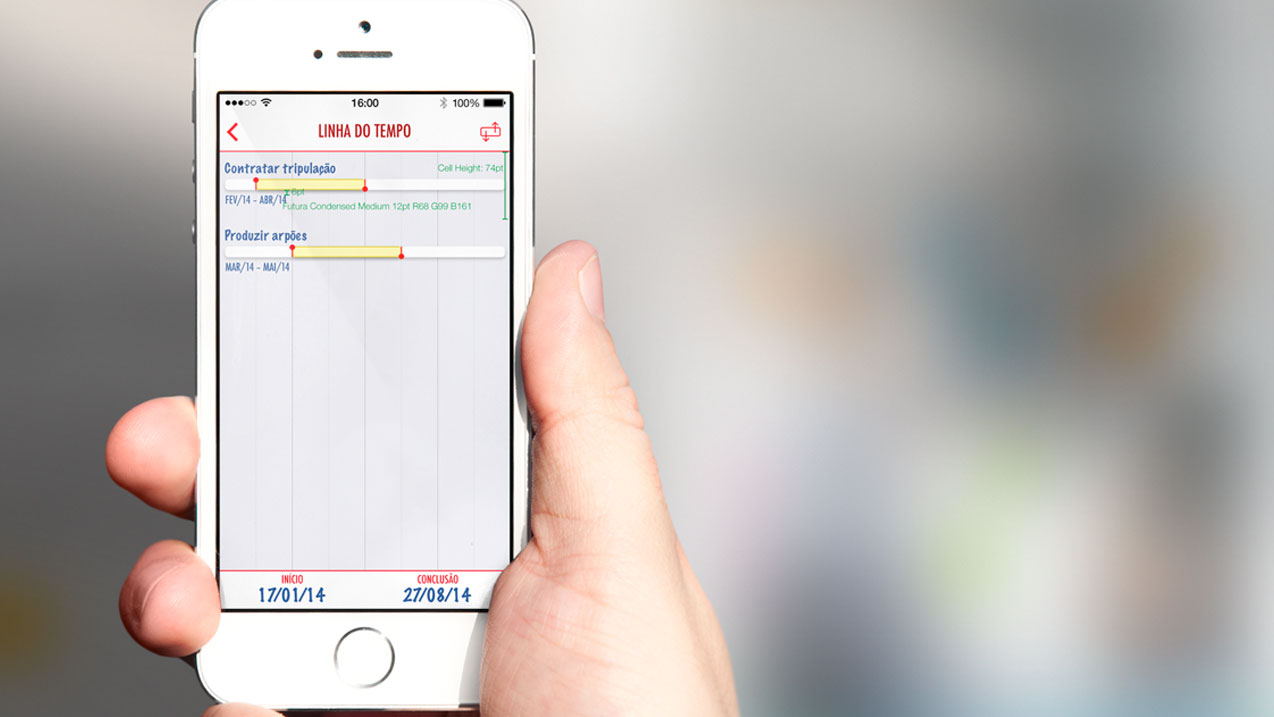 16:00
100%
LINHA DO TEMPO
Contratar tripulação
Cell Height: 74pt
6pt
FEV/14 - ABR/14
Futura Condensed Medium 12pt R68 G99 B161
Produzir arpões
MAR/14 - MAI/14
INÍCIO
CONCLUSÃO
17/01/14
27/08/14